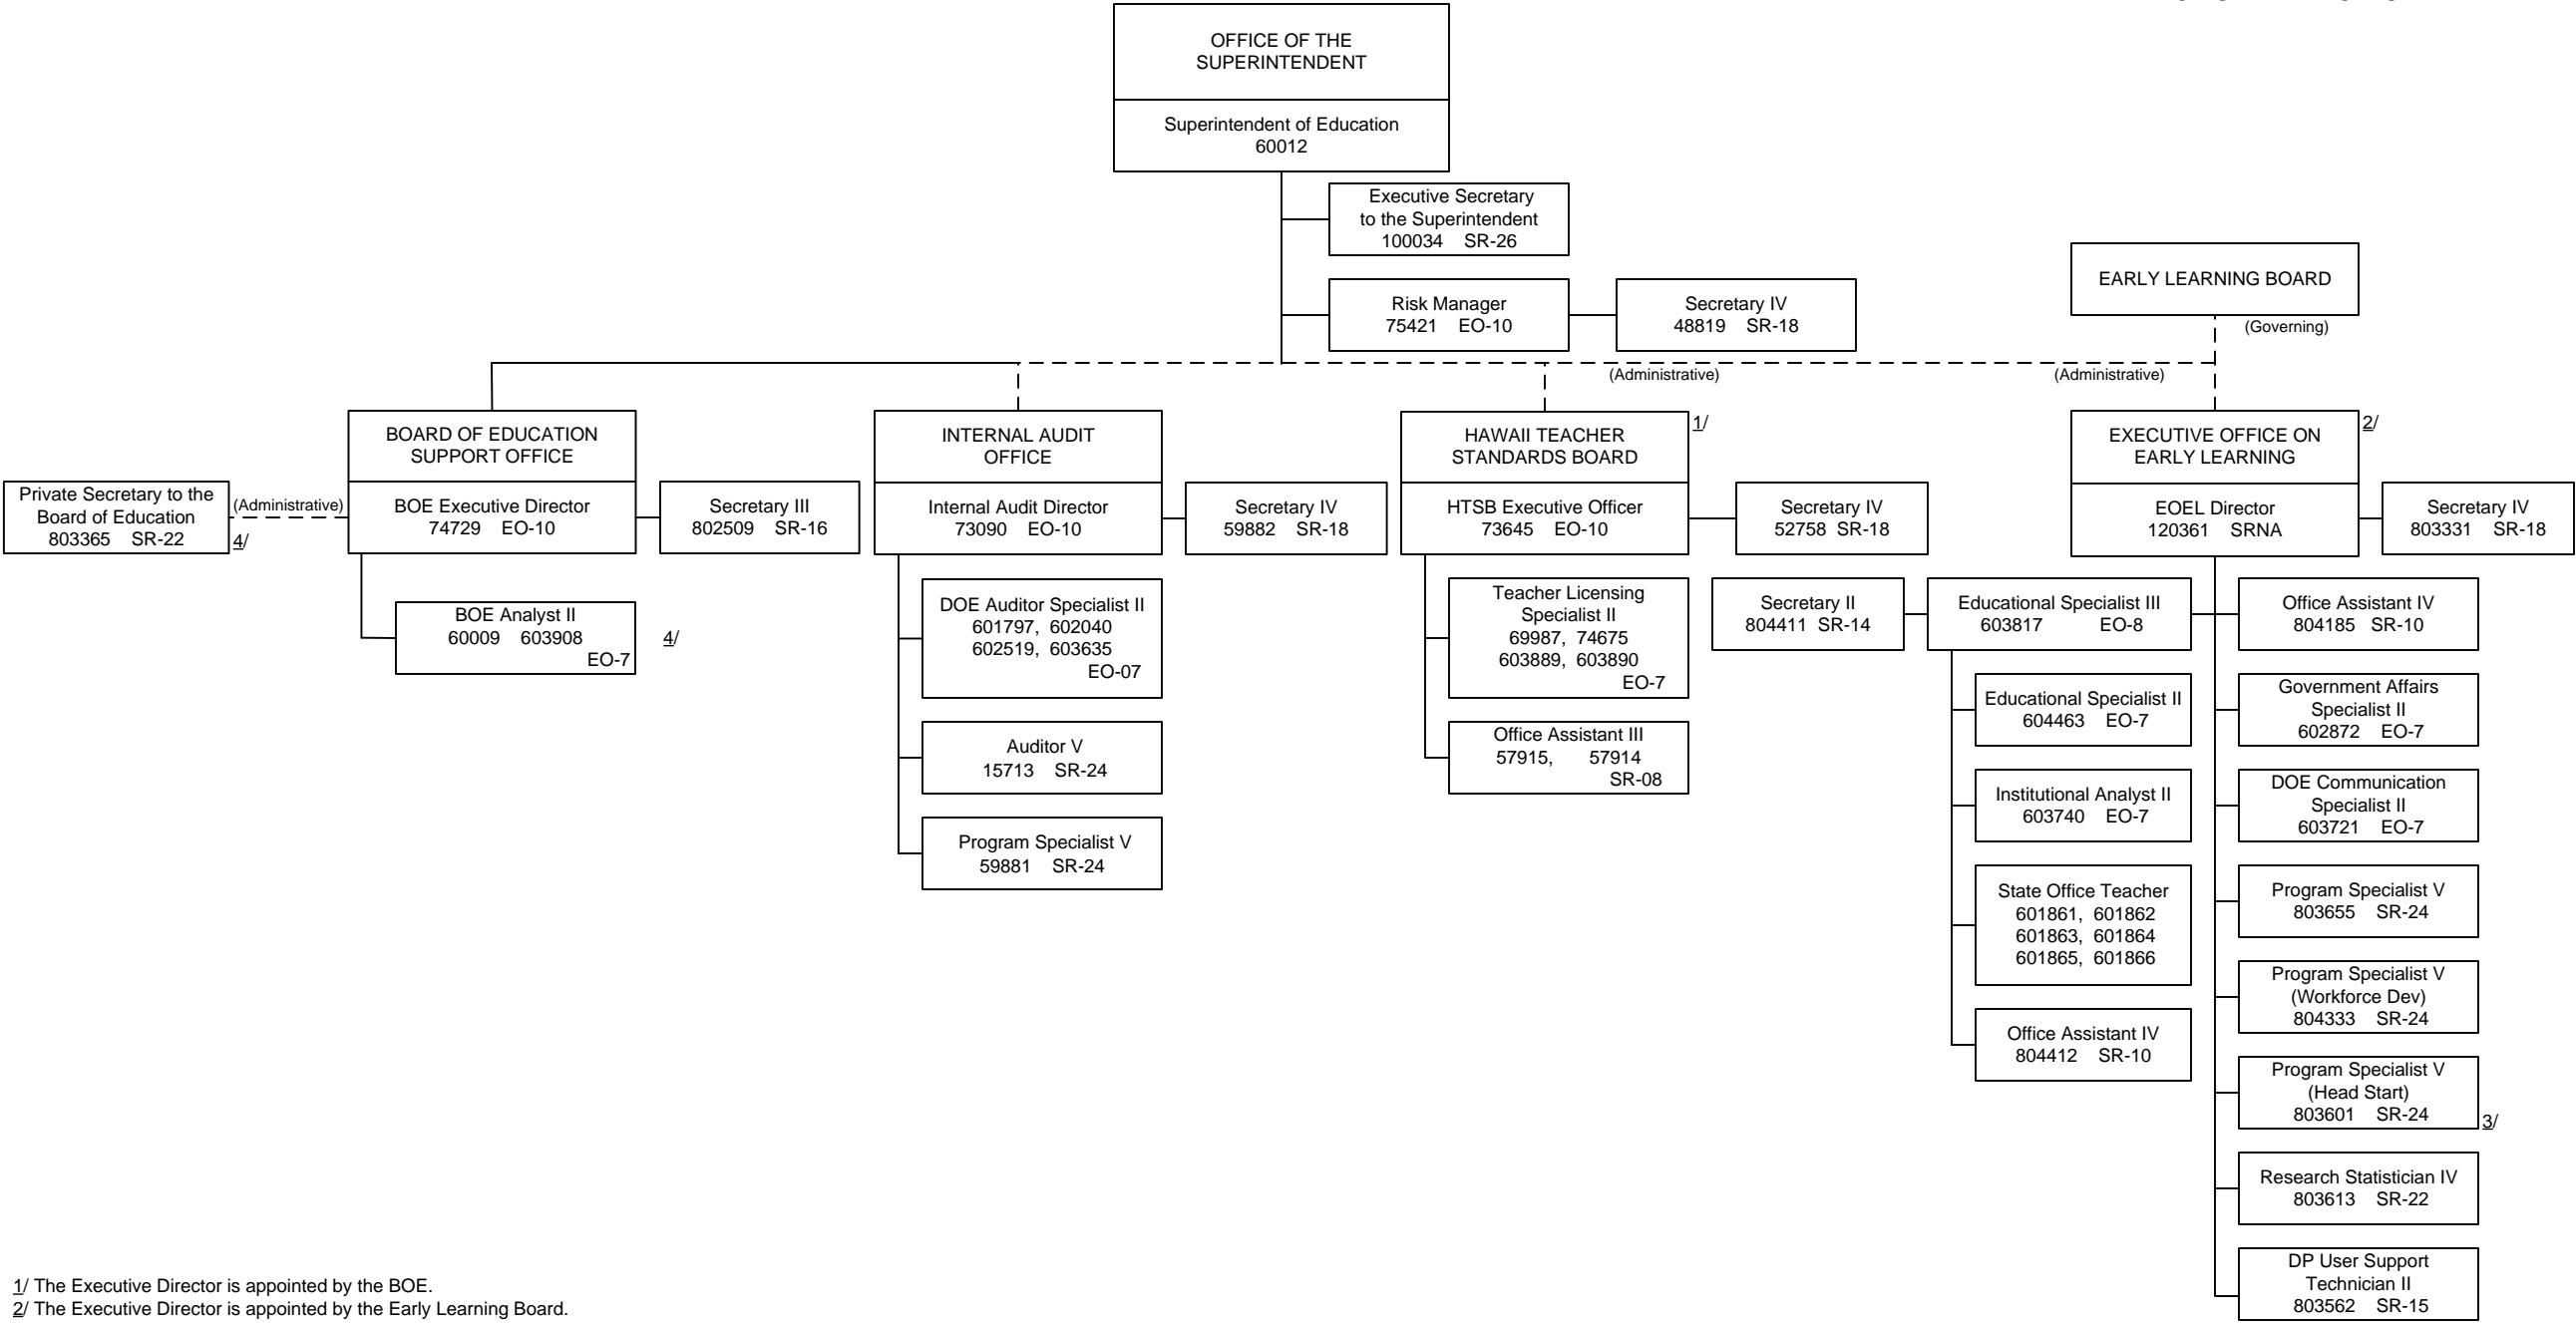 OFFICE OF THE
SUPERINTENDENT
Superintendent of Education
60012
Executive Secretary
to the Superintendent
100034 SR-26
Risk Manager
75421 EO-10
Secretary IV
48819 SR-18
EARLY LEARNING BOARD
(Governing)
(Administrative)
(Administrative)
BOARD OF EDUCATION
SUPPORT OFFICE
BOE Executive Director
74729 EO-10
Private Secretary to the
Board of Education
803365 SR-22
(Administrative)
4/
Secretary III
802509 SR-16
BOE Analyst II
60009 603908
EO-7
4/
INTERNAL AUDIT
OFFICE
Internal Audit Director
73090 EO-10
Secretary IV
59882 SR-18
DOE Auditor Specialist II
601797, 602040
602519, 603635
EO-07
Auditor V
15713 SR-24
Program Specialist V
59881 SR-24
HAWAII TEACHER
STANDARDS BOARD
1/
HTSB Executive Officer
73645 EO-10
Secretary IV
52758 SR-18
Teacher Licensing
Specialist II
69987, 74675
603889, 603890
EO-7
Office Assistant III
57915, 57914
SR-08
EXECUTIVE OFFICE ON
EARLY LEARNING
2/
EOEL Director
120361 SRNA
Secretary IV
803331 SR-18
Secretary II
804411 SR-14
Educational Specialist III
603817 EO-8
Educational Specialist II
604463 EO-7
Institutional Analyst II
603740 EO-7
State Office Teacher
601861, 601862
601863, 601864
601865, 601866
Office Assistant IV
804412 SR-10
Office Assistant IV
804185 SR-10
Government Affairs
Specialist II
602872 EO-7
DOE Communication
Specialist II
603721 EO-7
Program Specialist V
803655 SR-24
Program Specialist V
(Workforce Dev)
804333 SR-24
Program Specialist V
(Head Start)
803601 SR-24
3/
Research Statistician IV
803613 SR-22
DP User Support
Technician II
803562 SR-15
1/ The Executive Director is appointed by the BOE.
2/ The Executive Director is appointed by the Early Learning Board.